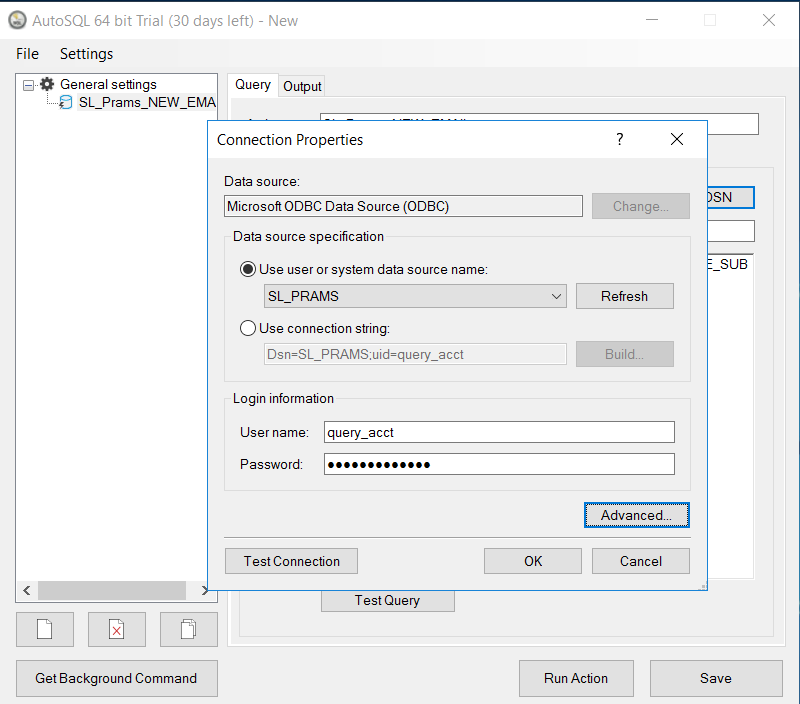 AutoSQL 64 bit Trial (30 days left) - New
File Settings
General settings
SL_Prams_NEW_EMA
Query Output
Connection Properties
?
Data source:
Microsoft ODBC Data Source (ODBC)
Change...
DSN
Data source specification
Use user or system data source name:
E_SUB
SL_PRAMS
Refresh
Use connection string:
Dsn=SL_PRAMS;uid=query_acct
Build...
Login information
User name:
query_acct
Password:
●●●●●●●●●●●●●
Advanced...
Test Connection
OK
Cancel
Test Query
Get Background Command
Run Action
Save